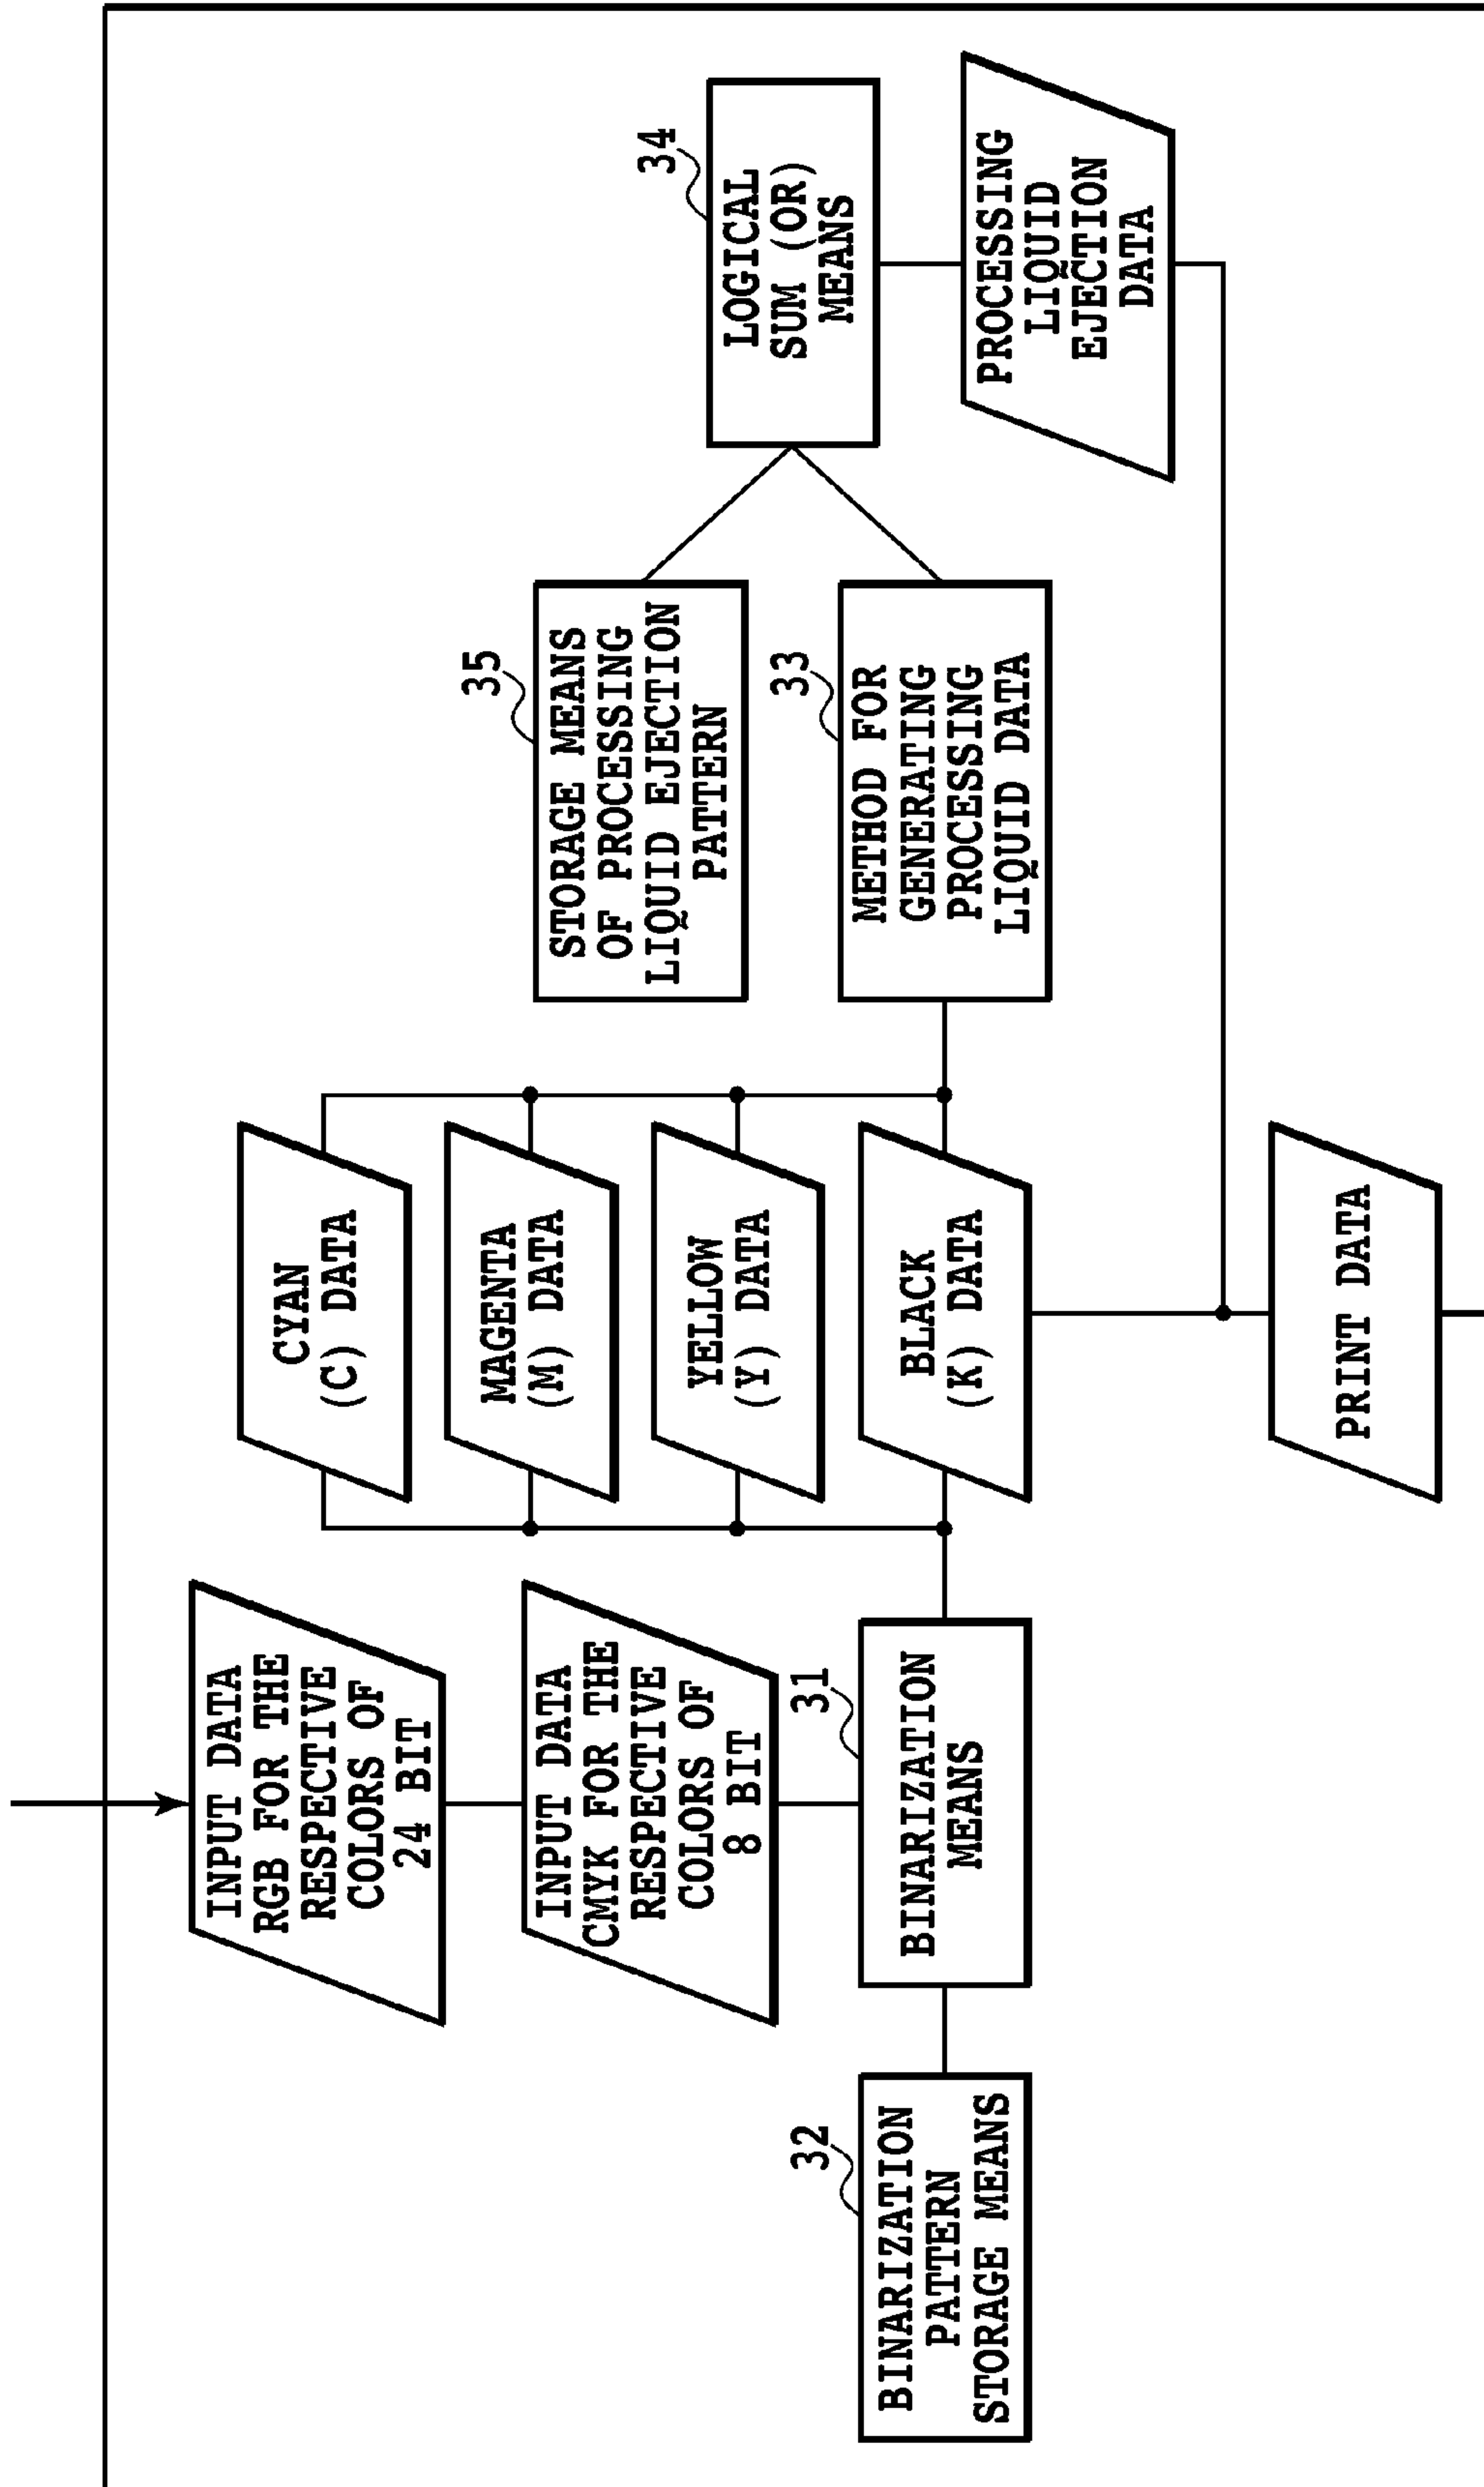 INPUT DATA
RGB FOR THE
RESPECTIVE
COLORS OF
24 BIT
INPUT DATA
CMYK FOR THE
RESPECTIVE
COLORS OF
8 BIT
32
BINARIZATION
PATTERN
STORAGE MEANS
31
BINARIZATION
MEANS
CYAN
(C) DATA
MAGENTA
(M) DATA
YELLOW
(Y) DATA
BLACK
(K) DATA
35
STORAGE MEANS
OF PROCESSING
LIQUID EJECTION
PATTERN
33
METHOD FOR
GENERATING
PROCESSING
LIQUID DATA
34
LOGICAL
SUM (OR)
MEANS
PROCESSING
LIQUID
EJECTION
DATA
PRINT DATA